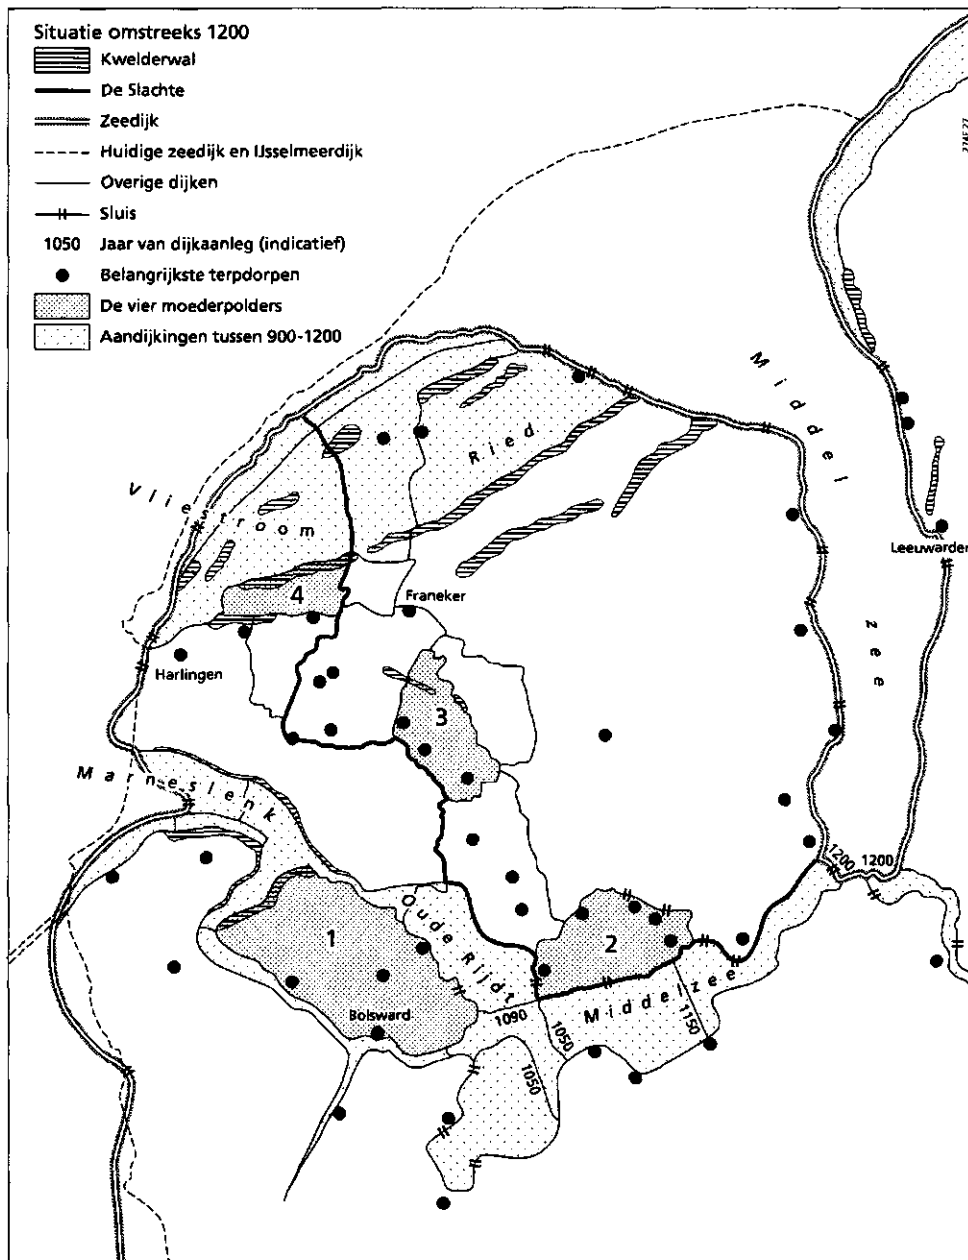 Situatie omstreeks 1200
Kwelderwal
De Slachte
Zeedijk
Huidige zeedijk en IJsselmeerdijk
Overige dijken
Sluis
1050 Jaar van dijkaanleg (indicatief)
Belangrijkste terpdorpen
De vier moederpolders
Aandijkingen tussen 900-1200
Middelzee
Ried
Vliestroom
Leeuwarden
4
Franeker
Harlingen
3
Marneslenk
1200
1200
Oude Rijdt
1
2
Middelzee
Bolsward
1090
1050
1150
1050